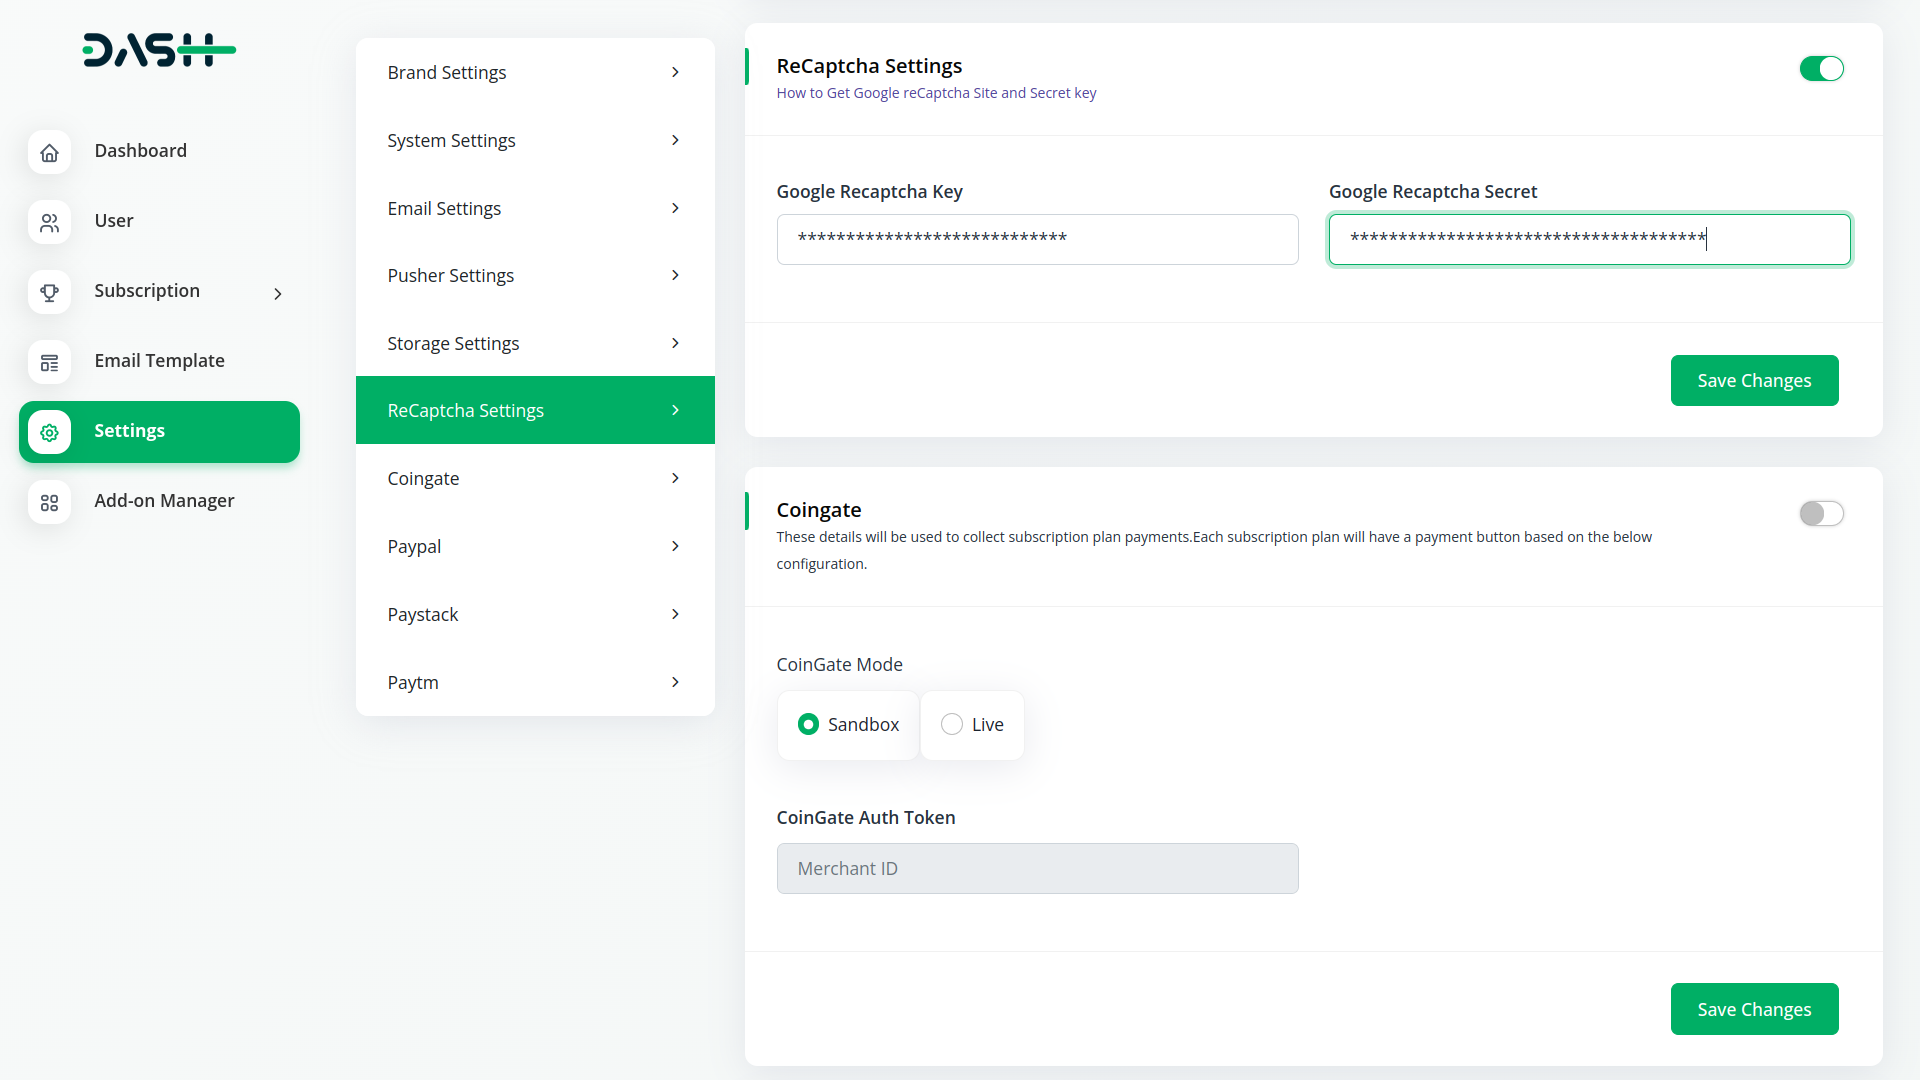 DASH
Dashboard
User
Subscription
Email Template
Settings
Add-on Manager
Brand Settings
System Settings
Email Settings
Pusher Settings
Storage Settings
ReCaptcha Settings
Coingate
Paypal
Paystack
Paytm
ReCaptcha Settings
How to Get Google reCaptcha Site and Secret key
Google Recaptcha Key
Google Recaptcha Secret
****************************
*************************************
Save Changes
Coingate
These details will be used to collect subscription plan payments.Each subscription plan will have a payment button based on the below
configuration.
CoinGate Mode
Sandbox
Live
CoinGate Auth Token
Merchant ID
Save Changes